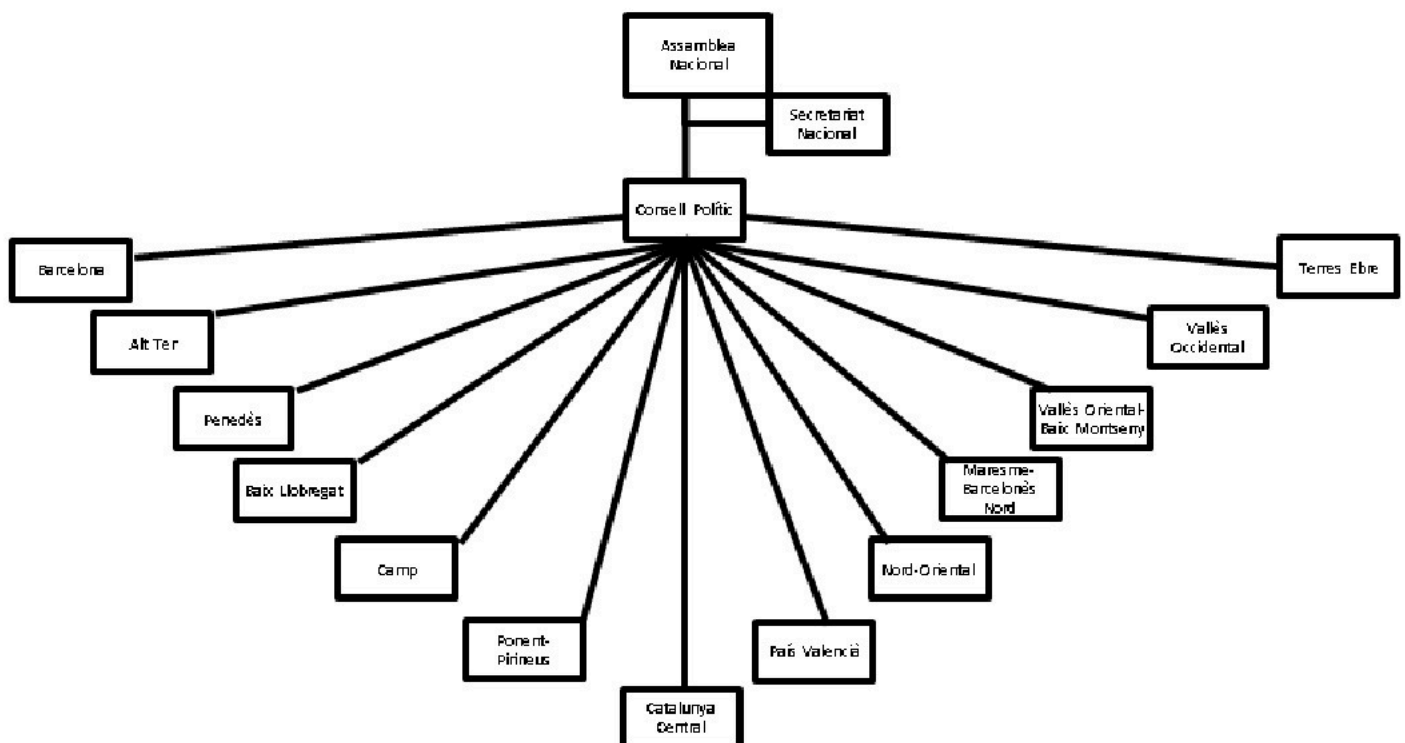 Assamblea
Nacional
Secretariat
Nacional
Consell Polític
Barcelona
Terres Ebre
Alt Ter
Vallès
Occidental
Penedès
Vallès Oriental-
Baix Montseny
Baix Llobregat
Maresme-
Barcelonès
Nord
Camp
Nord-Oriental
Ponent-
Pirineus
País Valencià
Catalunya
Central